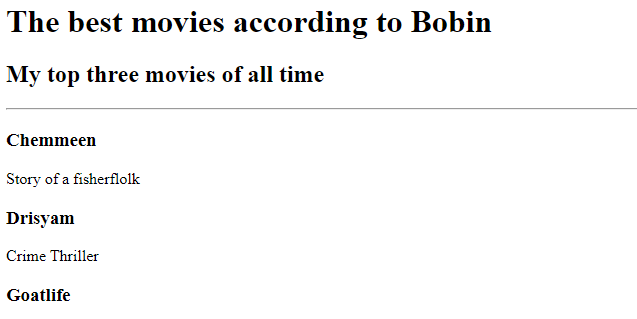 The best movies according to Bobin
My top three movies of all time
Chemmeen
Story of a fisherflolk
Drisyam
Crime Thriller
Goatlife